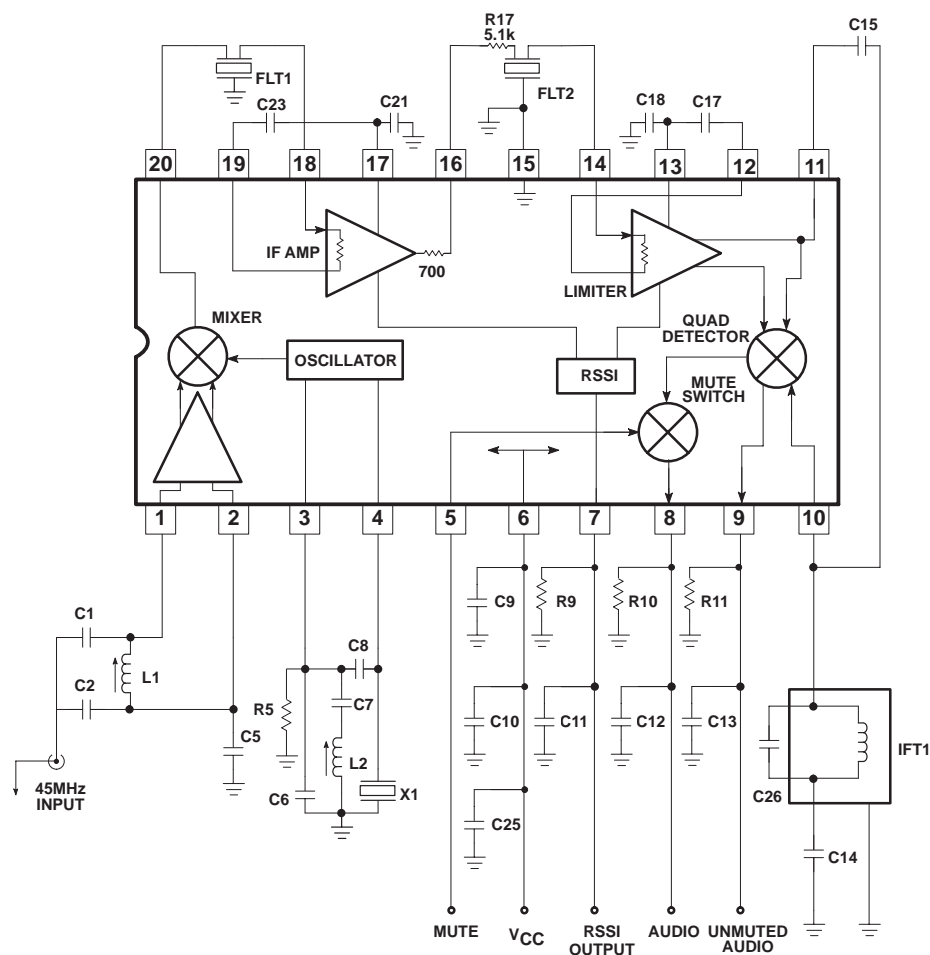 R17
5.1k
C15
FLT1
FLT2
C23
C21
C18
C17
20
19
18
17
16
15
14
13
12
11
IF AMP
700
LIMITER
MIXER
QUAD
DETECTOR
OSCILLATOR
RSSI
MUTE
SWITCH
1
2
3
4
5
6
7
8
9
10
C1
C2
L1
C5
R5
C6
C8
C7
L2
X1
C9
R9
R10
R11
C10
C11
C12
C13
C25
IFT1
C26
C14
45MHz
INPUT
MUTE
VCC
RSSI
OUTPUT
AUDIO
UNMUTED
AUDIO